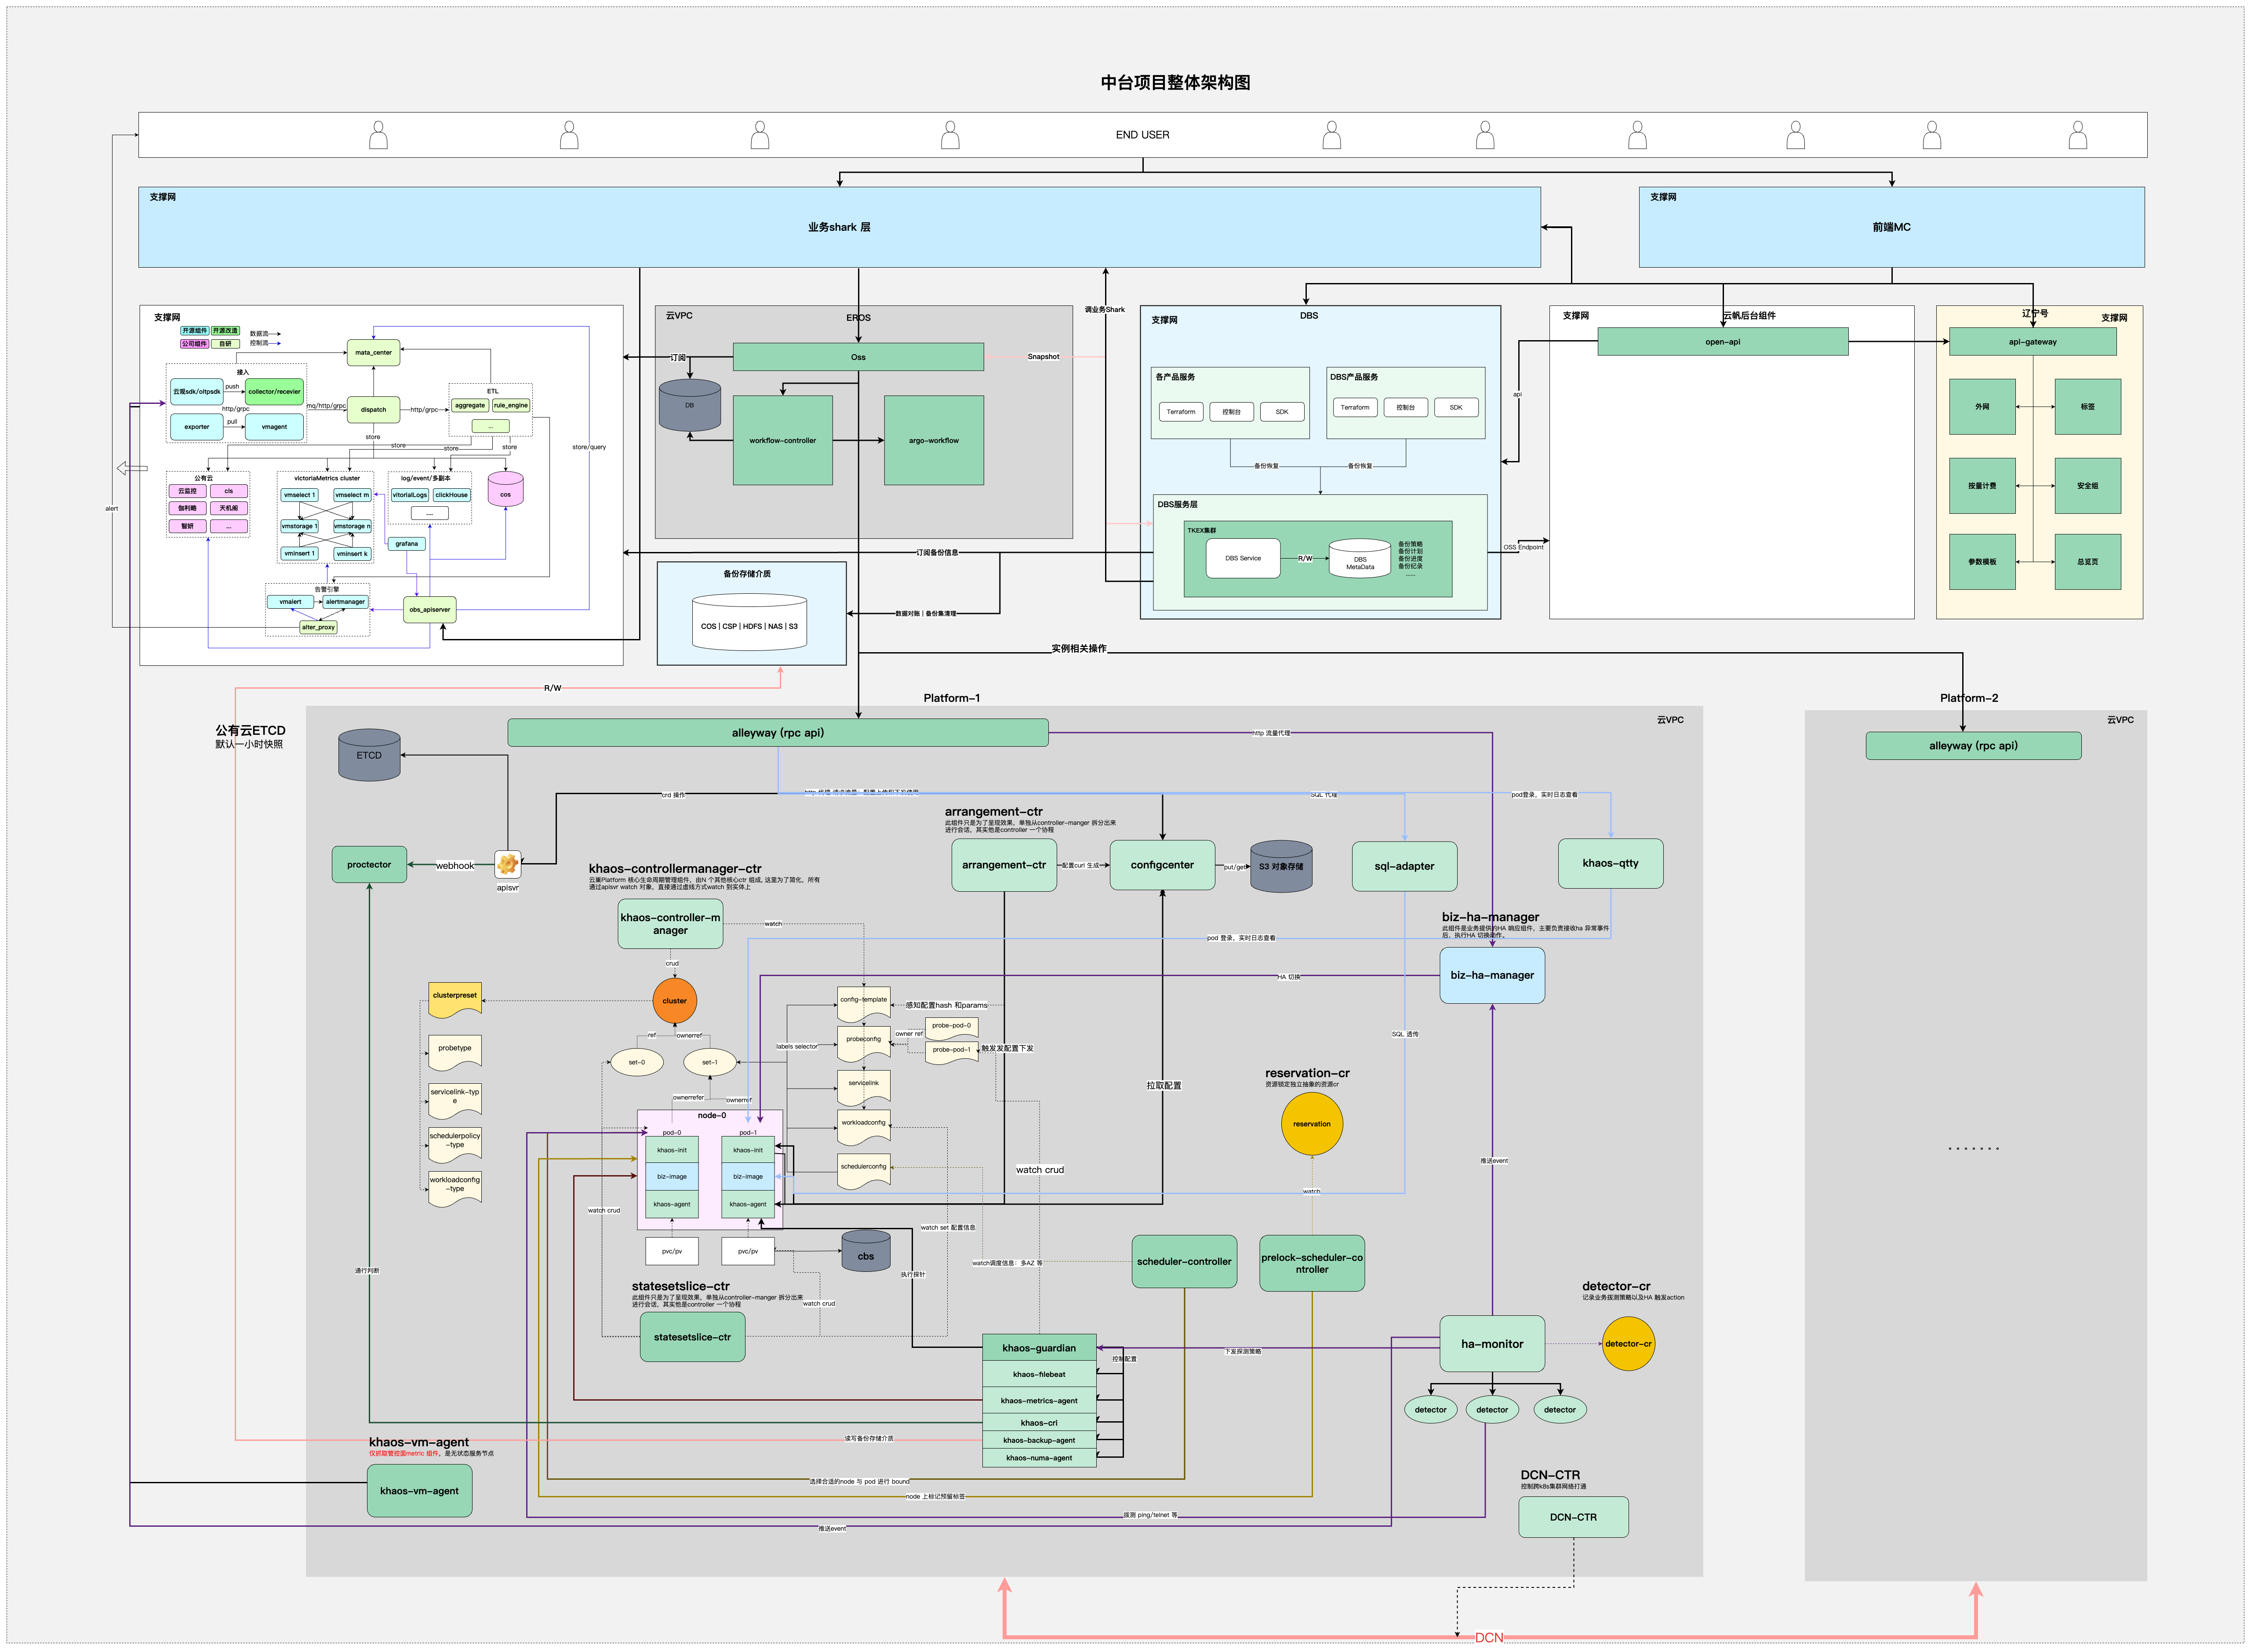 中台项目整体架构图
END USER
支撑网
业务shark 层
支撑网
前端MC
支撑网
开源组件
开源改造
公司组件
自研
数据流
控制流
mata_center
接入
云观sdk/oltpsdk
push
collector/recevier
http/grpc
exporter
pull
vmagent
mq/http/grpc
dispatch
http/grpc
ETL
aggregate
rule_engine
...
store
store
store
store
store/query
公有云
云监控
cls
伽利略
天机船
智研
...
victoriaMetrics cluster
vmselect 1
vmselect m
vmstorage 1
vmstorage n
vminsert 1
vminsert k
log/event/多副本
vitorialLogs
clickHouse
....
cos
grafana
告警引擎
vmalert
alertmanager
alter_proxy
obs_apiserver
alert
云VPC
EROS
订阅
Oss
Snapshot
DB
workflow-controller
argo-workflow
订阅备份信息
备份存储介质
COS | CSP | HDFS | NAS | S3
数据对账 | 备份集清理
调业务Shark
支撑网
DBS
各产品服务
Terraform
控制台
SDK
DBS产品服务
Terraform
控制台
SDK
备份恢复
备份恢复
DBS服务层
TKEX集群
DBS Service
R/W
DBS
MetaData
备份策略
备份计划
备份进度
备份纪录
......
api
OSS Endpoint
支撑网
云帆后台组件
open-api
辽宁号
支撑网
api-gateway
外网
标签
按量计费
安全组
参数模板
总览页
实例相关操作
R/W
Platform-1
Platform-2
公有云ETCD
默认一小时快照
云VPC
云VPC
alleyway (rpc api)
http 流量代理
alleyway (rpc api)
ETCD
crd 操作
SQL 代理
pod登录，实时日志查看
proctector
webhook
apisvr
arrangement-ctr
此组件只是为了呈现效果，单独从controller-manger 拆分出来
进行会话，其实他是controller 一个协程
arrangement-ctr
配置curl 生成
configcenter
put/get
S3 对象存储
sql-adapter
khaos-qtty
khaos-controllermanager-ctr
云巢Platform 核心生命周期管理组件，由N 个其他核心ctr 组成, 这里为了简化，所有
通过apisvr watch 对象，直接通过虚线方式watch 到实体上
khaos-controller-m
anager
watch
crud
biz-ha-manager
此组件是业务提供的HA 响应组件，主要负责接收ha 异常事件
后，执行HA 切换动作。
pod 登录，实时日志查看
biz-ha-manager
HA 切换
clusterpreset
cluster
probetype
servicelink-typ
e
schedulerpolicy
-type
workloadconfig
-type
ref
ownerref
set-0
set-1
labels selector
config-template
感知配置hash 和params
probeconfig
owner ref
probe-pod-0
probe-pod-1
触发发配置下发
servicelink
workloadconfig
schedulerconfig
SQL 透传
拉取配置
reservation-cr
资源锁定独立抽象的资源cr
reservation
ownerrefer
ownerref
node-0
pod-0
khaos-init
biz-image
khaos-agent
pod-1
khaos-init
biz-image
khaos-agent
pvc/pv
pvc/pv
cbs
watch crud
watch crud
watch
推送event
.......
watch set 配置信息
watch调度信息：多AZ 等
scheduler-controller
prelock-scheduler-co
ntroller
通行判断
执行探针
statesetslice-ctr
此组件只是为了呈现效果，单独从controller-manger 拆分出来
进行会话，其实他是controller 一个协程
watch crud
statesetslice-ctr
detector-cr
记录业务拨测策略以及HA 触发action
ha-monitor
detector-cr
下发探测策略
控制配置
khaos-guardian
khaos-filebeat
khaos-metrics-agent
khaos-cri
khaos-backup-agent
khaos-numa-agent
detector
detector
detector
读写备份存储介质
khaos-vm-agent
仅抓取管控面metric 组件，是无状态服务节点
khaos-vm-agent
选择合适的node 与 pod 进行 bound
node 上标记预留标签
拨测 ping/telnet 等
推送event
DCN-CTR
控制跨k8s集群网络打通
DCN-CTR
DCN